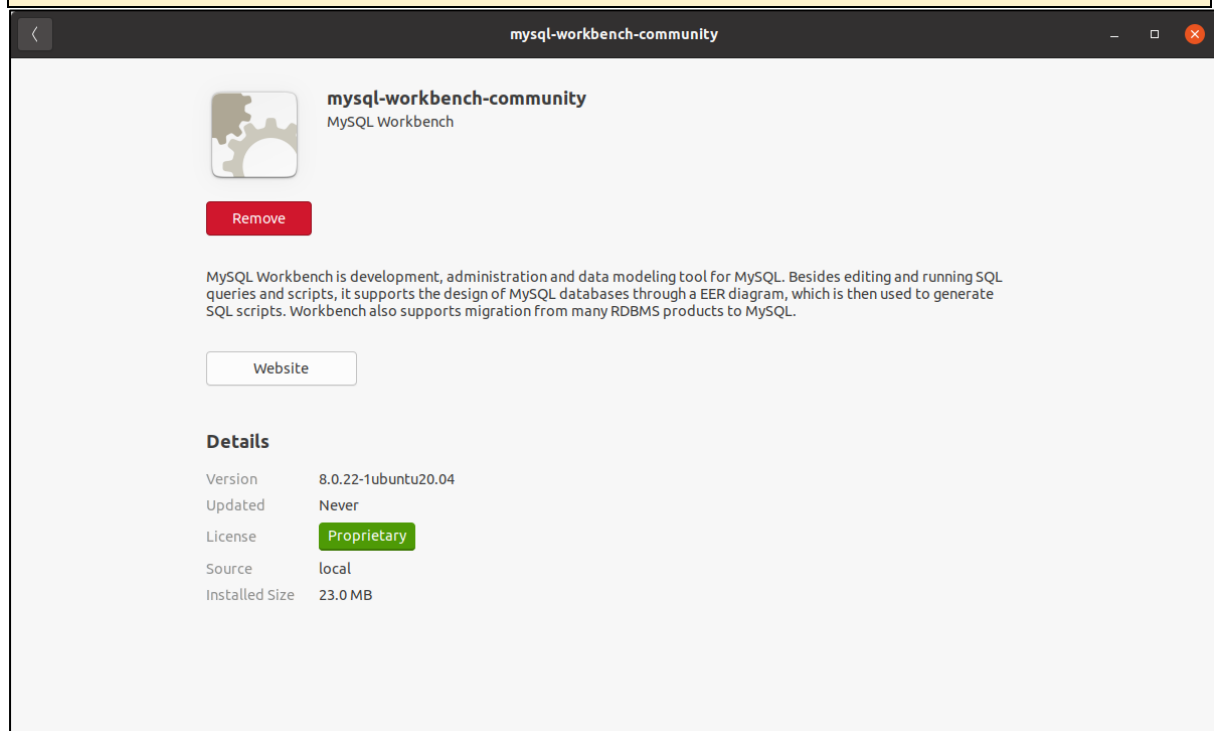 mysql-workbench-community
mysql-workbench-community
MySQL Workbench
Remove
MySQL Workbench is development, administration and data modeling tool for MySQL. Besides editing and running SQL
queries and scripts, it supports the design of MySQL databases through a EER diagram, which is then used to generate
SQL scripts. Workbench also supports migration from many RDBMS products to MySQL.
Website
Details
Version 8.0.22-1ubuntu20.04
Updated Never
License Proprietary
Source local
Installed Size 23.0 MB